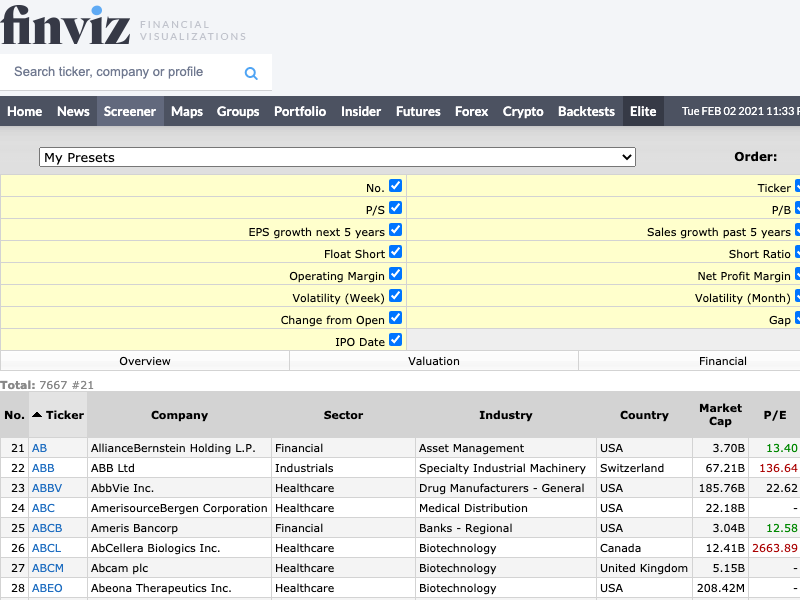 finviz FINANCIAL
VISUALIZATIONS
Search ticker, company or profile
Home News Screener Maps Groups Portfolio Insider Futures Forex Crypto Backtests Elite Tue FEB 02 2021 11:33
My Presets Order:
No. Ticker
P/S P/B
EPS growth next 5 years Sales growth past 5 years
Float Short Short Ratio
Operating Margin Net Profit Margin
Volatility (Week) Volatility (Month)
Change from Open Gap
IPO Date
Overview Valuation Financial
Total: 7667 #21
No. Ticker Company Sector Industry Country Market Cap P/E
21 AB AllianceBernstein Holding L.P. Financial Asset Management USA 3.70B 13.40
22 ABB ABB Ltd Industrials Specialty Industrial Machinery Switzerland 67.21B 136.64
23 ABBV AbbVie Inc. Healthcare Drug Manufacturers - General USA 185.76B 22.62
24 ABC AmerisourceBergen Corporation Healthcare Medical Distribution USA 22.18B -
25 ABCB Ameris Bancorp Financial Banks - Regional USA 3.04B 12.58
26 ABCL AbCellera Biologics Inc. Healthcare Biotechnology Canada 12.41B 2663.89
27 ABCM Abcam plc Healthcare Biotechnology United Kingdom 5.15B -
28 ABEO Abeona Therapeutics Inc. Healthcare Biotechnology USA 208.42M -